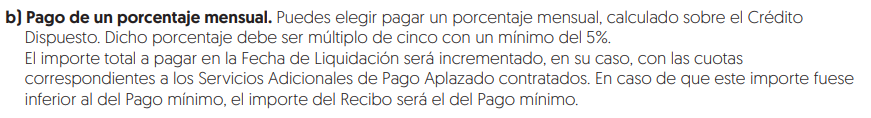 b) Pago de un porcentaje mensual. Puedes elegir pagar un porcentaje mensual, calculado sobre el Crédito
Dispuesto. Dicho porcentaje debe ser múltiplo de cinco con un mínimo del 5%.
El importe total a pagar en la Fecha de Liquidación será incrementado, en su caso, con las cuotas
correspondientes a los Servicios Adicionales de Pago Aplazado contratados. En caso de que este importe fuese
inferior al del Pago mínimo, el importe del Recibo será el del Pago mínimo.